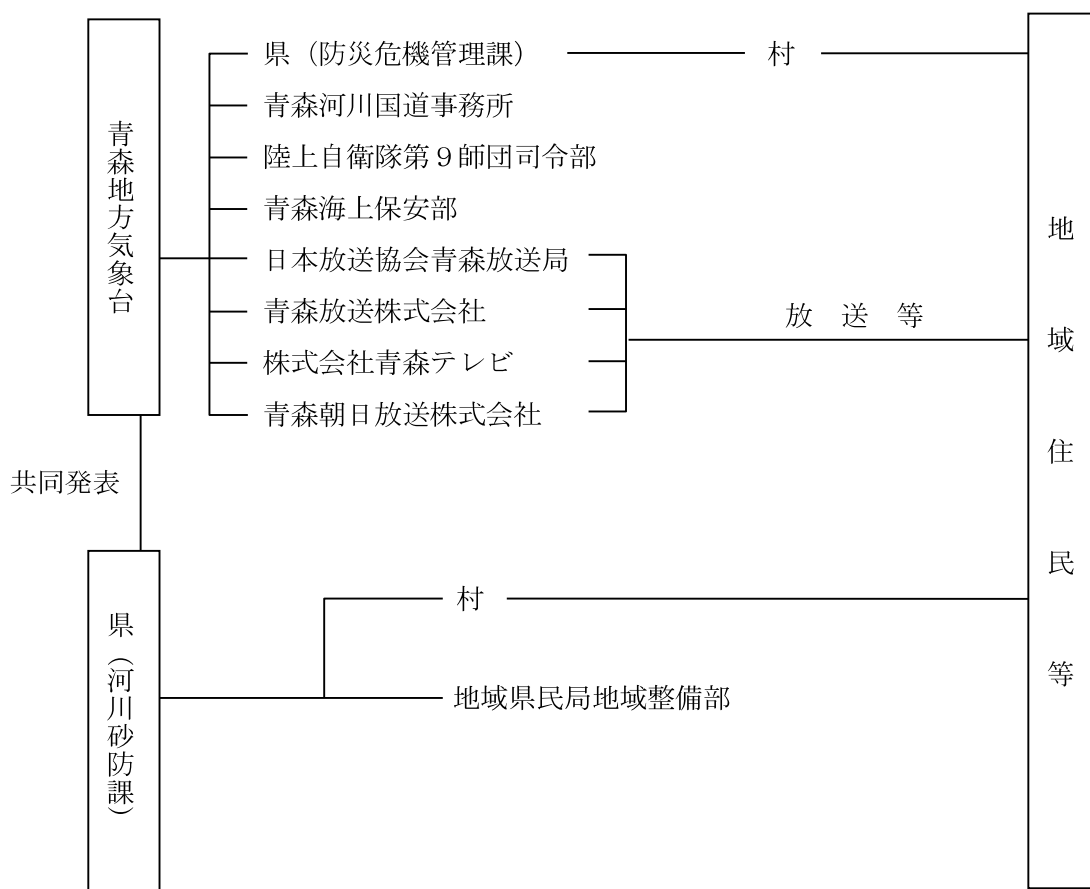 青森地方気象台
県（防災危機管理課）
村
青森河川国道事務所
陸上自衛隊第９師団司令部
青森海上保安部
日本放送協会青森放送局
青森放送株式会社
株式会社青森テレビ
青森朝日放送株式会社
放送等
共同発表
県（河川砂防課）
村
地域県民局地域整備部
地域住民等